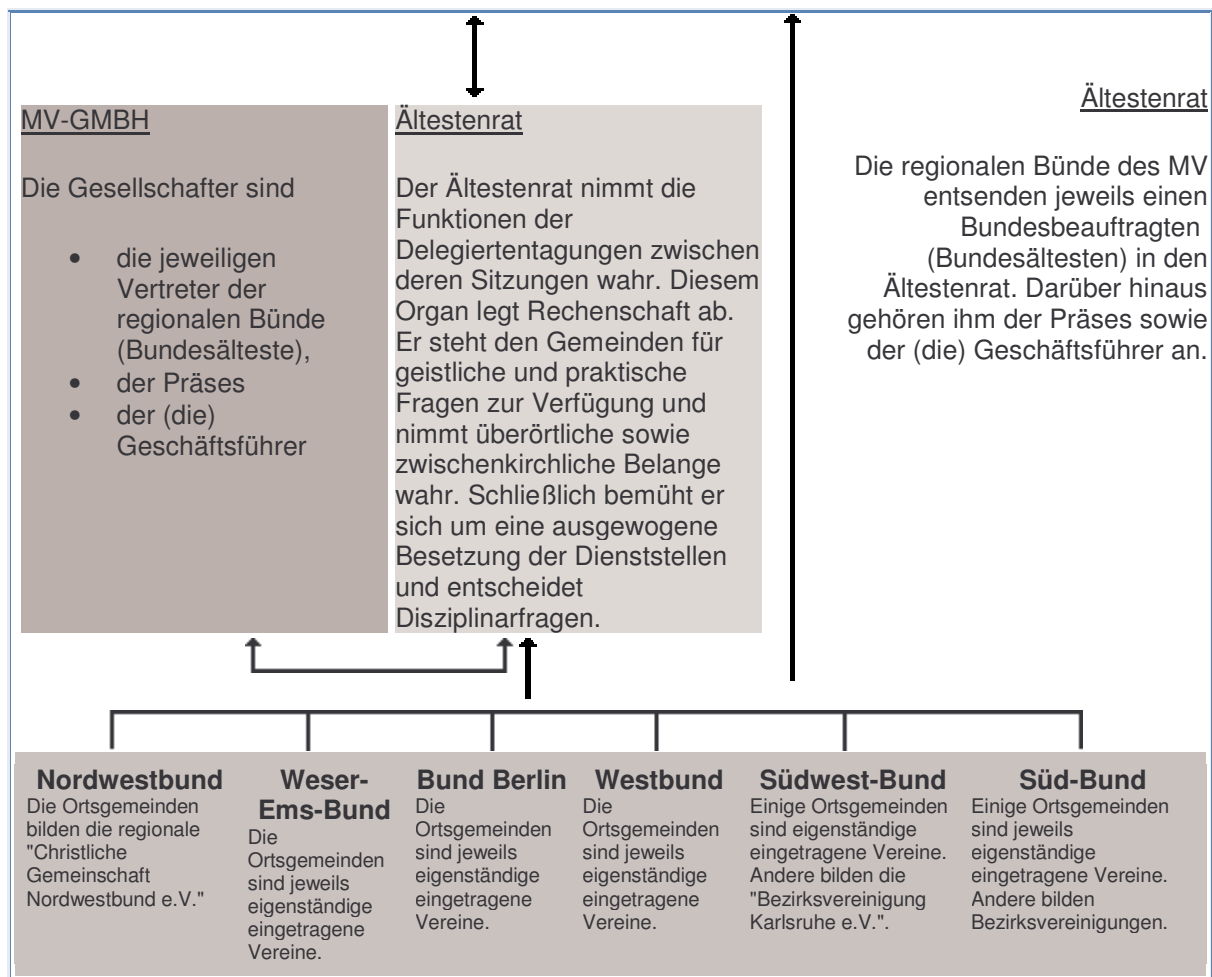 MV-GMBH
Die Gesellschafter sind
• die jeweiligen
Vertreter der
regionalen Bünde
(Bundesälteste),
• der Präses
• der (die)
Geschäftsführer
Ältestenrat
Der Ältestenrat nimmt die
Funktionen der
Delegiertentagungen zwischen
deren Sitzungen wahr. Diesem
Organ legt Rechenschaft ab.
Er steht den Gemeinden für
geistliche und praktische
Fragen zur Verfügung und
nimmt überörtliche sowie
zwischenkirchliche Belange
wahr. Schließlich bemüht er
sich um eine ausgewogene
Besetzung der Dienststellen
und entscheidet
Disziplinarfragen.
Ältestenrat
Die regionalen Bünde des MV
entsenden jeweils einen
Bundesbeauftragten
(Bundesältesten) in den
Ältestenrat. Darüber hinaus
gehören ihm der Präses sowie
der (die) Geschäftsführer an.
Nordwestbund
Die Ortsgemeinden
bilden die regionale
"Christliche
Gemeinschaft
Nordwestbund e.V."
Weser-
Ems-Bund
Die
Ortsgemeinden
sind jeweils
eigenständige
eingetragene
Vereine.
Bund Berlin
Die
Ortsgemeinden
sind jeweils
eigenständige
eingetragene
Vereine.
Westbund
Die
Ortsgemeinden
sind jeweils
eigenständige
eingetragene
Vereine.
Südwest-Bund
Einige Ortsgemeinden
sind eigenständige
eingetragene Vereine.
Andere bilden die
"Bezirksvereinigung
Karlsruhe e.V.".
Süd-Bund
Einige Ortsgemeinden
sind jeweils
eigenständige
eingetragene Vereine.
Andere bilden
Bezirksvereinigungen.